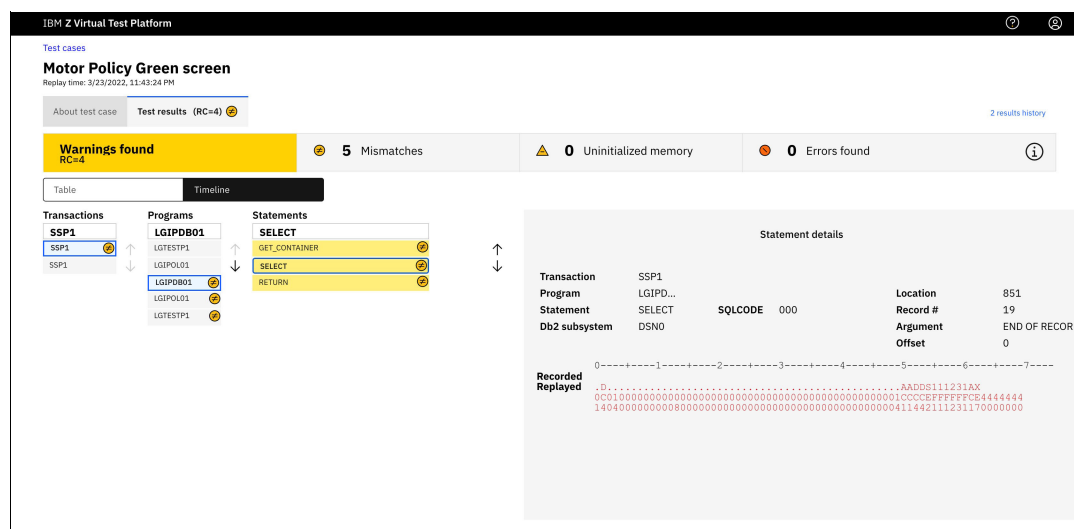 IBM Z Virtual Test Platform
Test cases
Motor Policy Green screen
Replay time: 3/23/2022, 11:43:24 PM
About test case
Test results (RC=4)
2 results history
Warnings found
RC=4
5 Mismatches
0 Uninitialized memory
0 Errors found
Table
Timeline
Transactions
SSP1
SSP1
SSP1
Programs
LGIPDB01
LGTESTP1
LGIPOL01
LGIPDB01
LGIPOL01
LGTESTP1
Statements
SELECT
GET_CONTAINER
SELECT
RETURN
Statement details
Transaction SSP1
Program LGIPD... Location 851
Statement SELECT SQLCODE 000 Record # 19
Db2 subsystem DSN0 Argument END OF RECOR
Offset 0
0----+----1----+----2----+----3----+----4----+----5----+----6----+----7----
Recorded
Replayed .D................................................AADDS111231AX